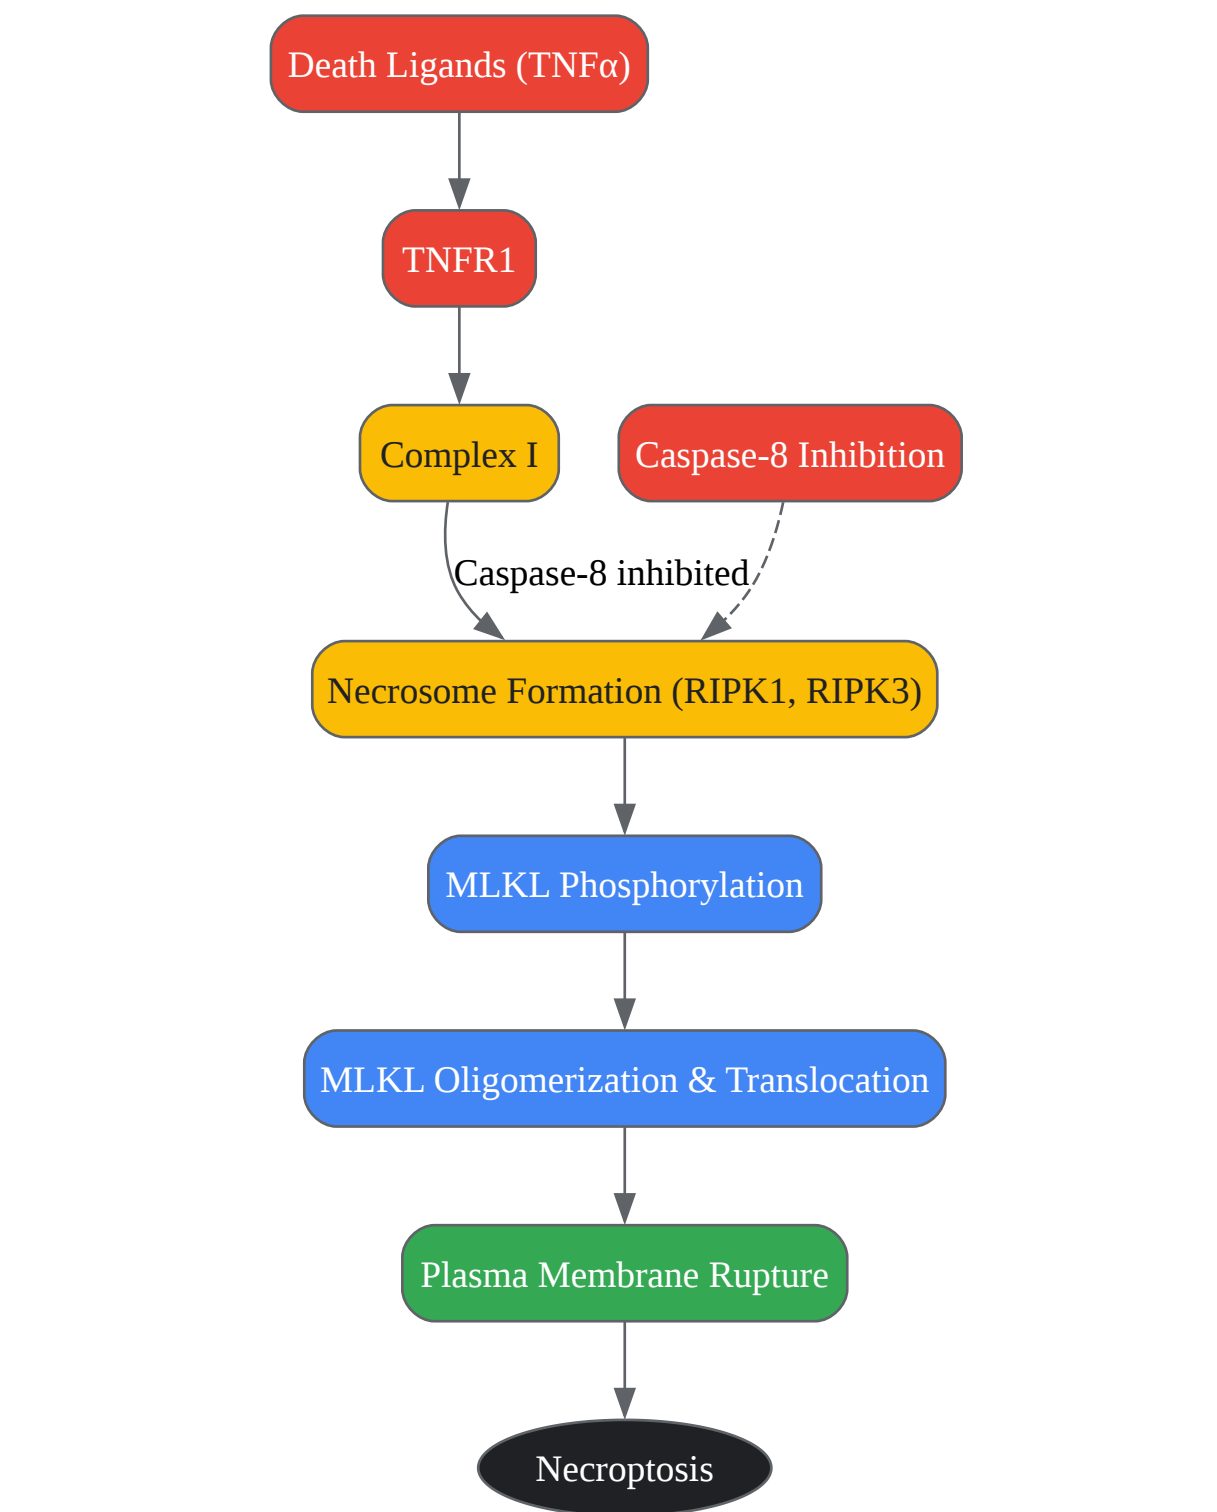 Death Ligands (TNFα)
TNFR1
Complex I
Caspase-8 Inhibition
Caspase-8 inhibited
Necrosome Formation (RIPK1, RIPK3)
MLKL Phosphorylation
MLKL Oligomerization & Translocation
Plasma Membrane Rupture
Necroptosis